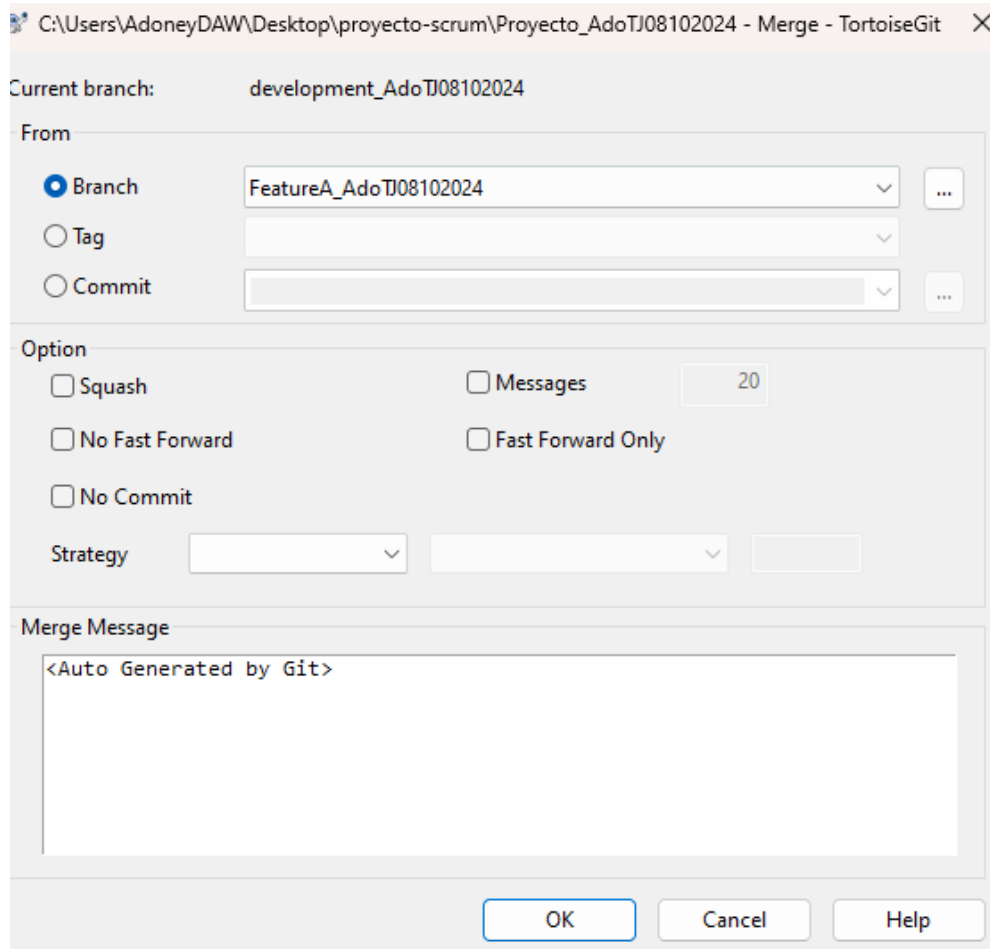 C:\Users\AdoneyDAW\Desktop\proyecto-scrum\Proyecto_AdoTJ08102024 - Merge - TortoiseGit
Current branch: development_AdoTJ08102024
From
Branch FeatureA_AdoTJ08102024 ...
Tag
Commit ...
Option
Squash Messages 20
No Fast Forward Fast Forward Only
No Commit
Strategy
Merge Message
<Auto Generated by Git>
OK Cancel Help